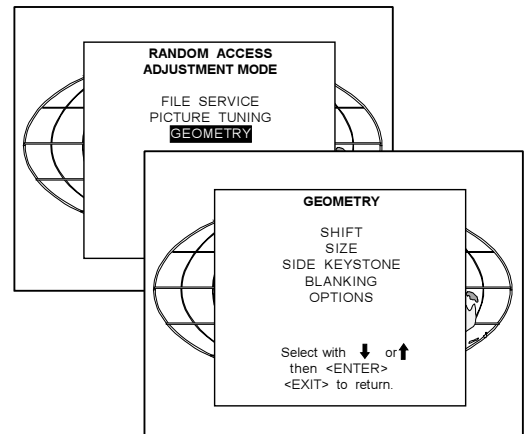 RANDOM ACCESS
ADJUSTMENT MODE
FILE SERVICE
PICTURE TUNING
GEOMETRY
GEOMETRY
SHIFT
SIZE
SIDE KEYSTONE
BLANKING
OPTIONS
Select with ⬇ or ⬆
then <ENTER>
<EXIT> to return.